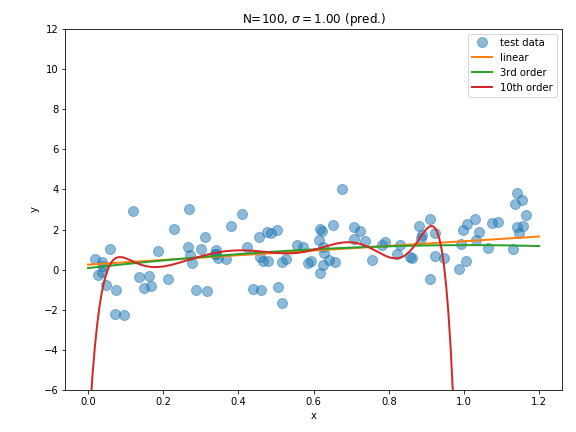 N=100, σ = 1.00 (pred.)
12
10
8
6
4
2
0
−2
−4
−6
y
0.0 0.2 0.4 0.6 0.8 1.0 1.2
x
test data
linear
3rd order
10th order